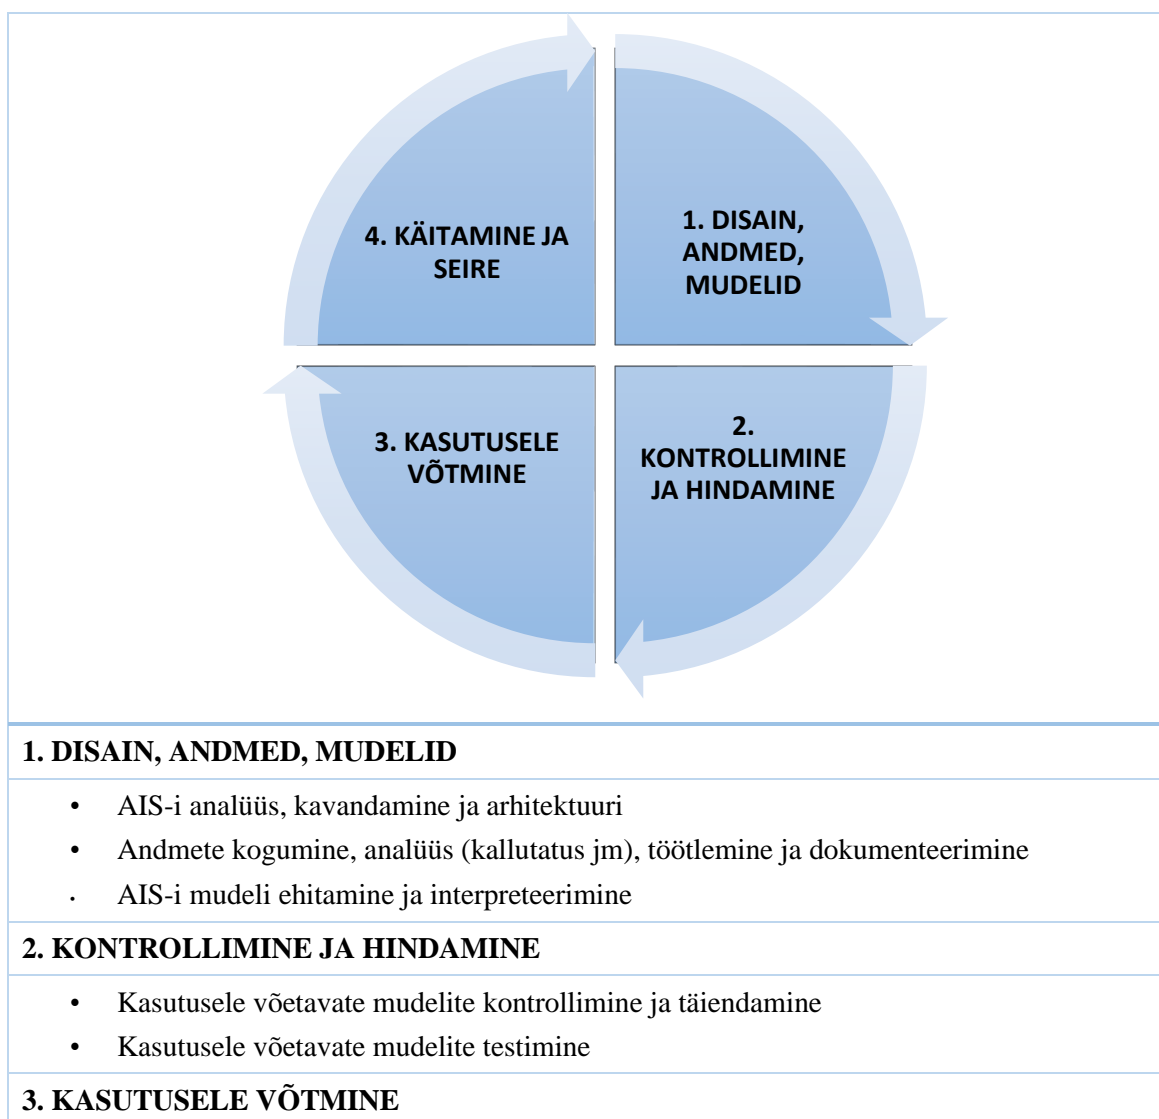 4. KÄITAMINE JA
SEIRE
1. DISAIN,
ANDMED,
MUDELID
3. KASUTUSELE
VÕTMINE
2.
KONTROLLIMINE
JA HINDAMINE
1. DISAIN, ANDMED, MUDELID
• AIS-i analüüs, kavandamine ja arhitektuuri
• Andmete kogumine, analüüs (kallutatus jm), töötlemine ja dokumenteerimine
• AIS-i mudeli ehitamine ja interpreteerimine
2. KONTROLLIMINE JA HINDAMINE
• Kasutusele võetavate mudelite kontrollimine ja täiendamine
• Kasutusele võetavate mudelite testimine
3. KASUTUSELE VÕTMINE